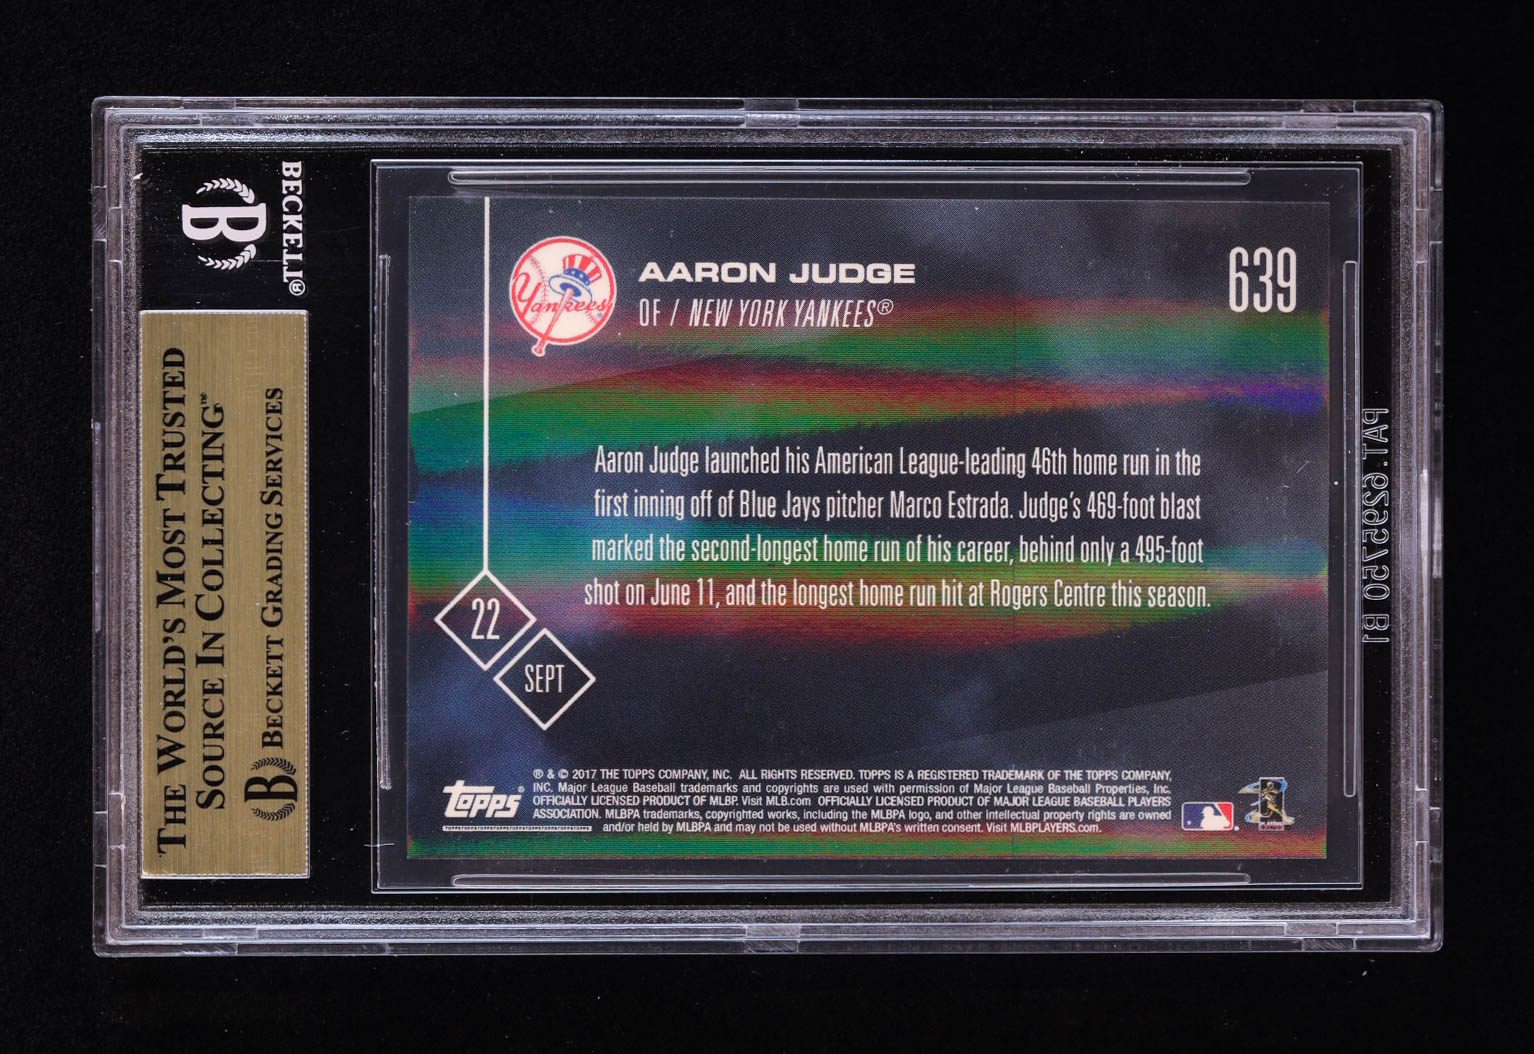 BECKETT®
B
THE WORLD'S MOST TRUSTED
SOURCE IN COLLECTING™
B BECKETT GRADING SERVICES
Yankees
AARON JUDGE
OF / NEW YORK YANKEES®
639
Aaron Judge launched his American League-leading 46th home run in the
first inning off of Blue Jays pitcher Marco Estrada. Judge's 469-foot blast
marked the second-longest home run of his career, behind only a 495-foot
shot on June 11, and the longest home run hit at Rogers Centre this season.
22
SEPT
topps®
® & © 2017 THE TOPPS COMPANY, INC. ALL RIGHTS RESERVED. TOPPS IS A REGISTERED TRADEMARK OF THE TOPPS COMPANY,
INC. Major League Baseball trademarks and copyrights are used with permission of Major League Baseball Properties, Inc.
OFFICIALLY LICENSED PRODUCT OF MLBP. Visit MLB.com OFFICIALLY LICENSED PRODUCT OF MAJOR LEAGUE BASEBALL PLAYERS
ASSOCIATION. MLBPA trademarks, copyrighted works, including the MLBPA logo, and other intellectual property rights are owned
and/or held by MLBPA and may not be used without MLBPA's written consent. Visit MLBPLAYERS.com.
PAT. 6295750 B1